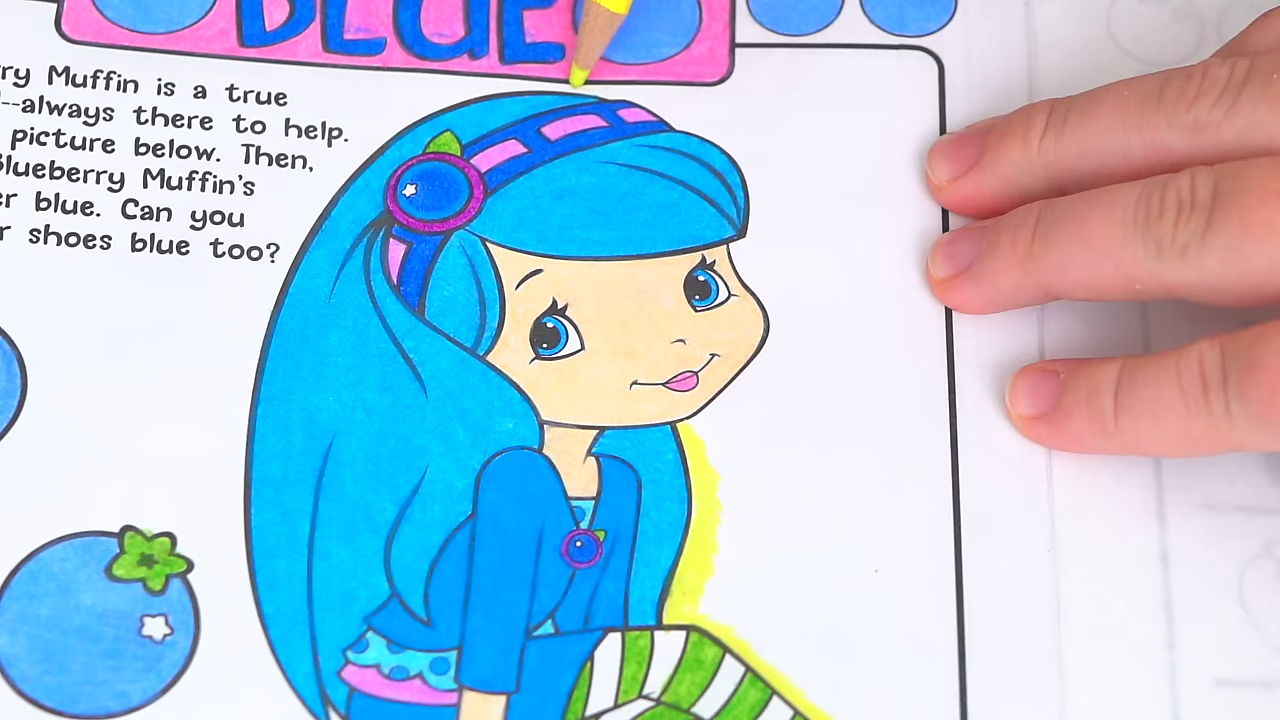 BLUE
ry Muffin is a true
--always there to help.
picture below. Then,
Blueberry Muffin's
er blue. Can you
r shoes blue too?